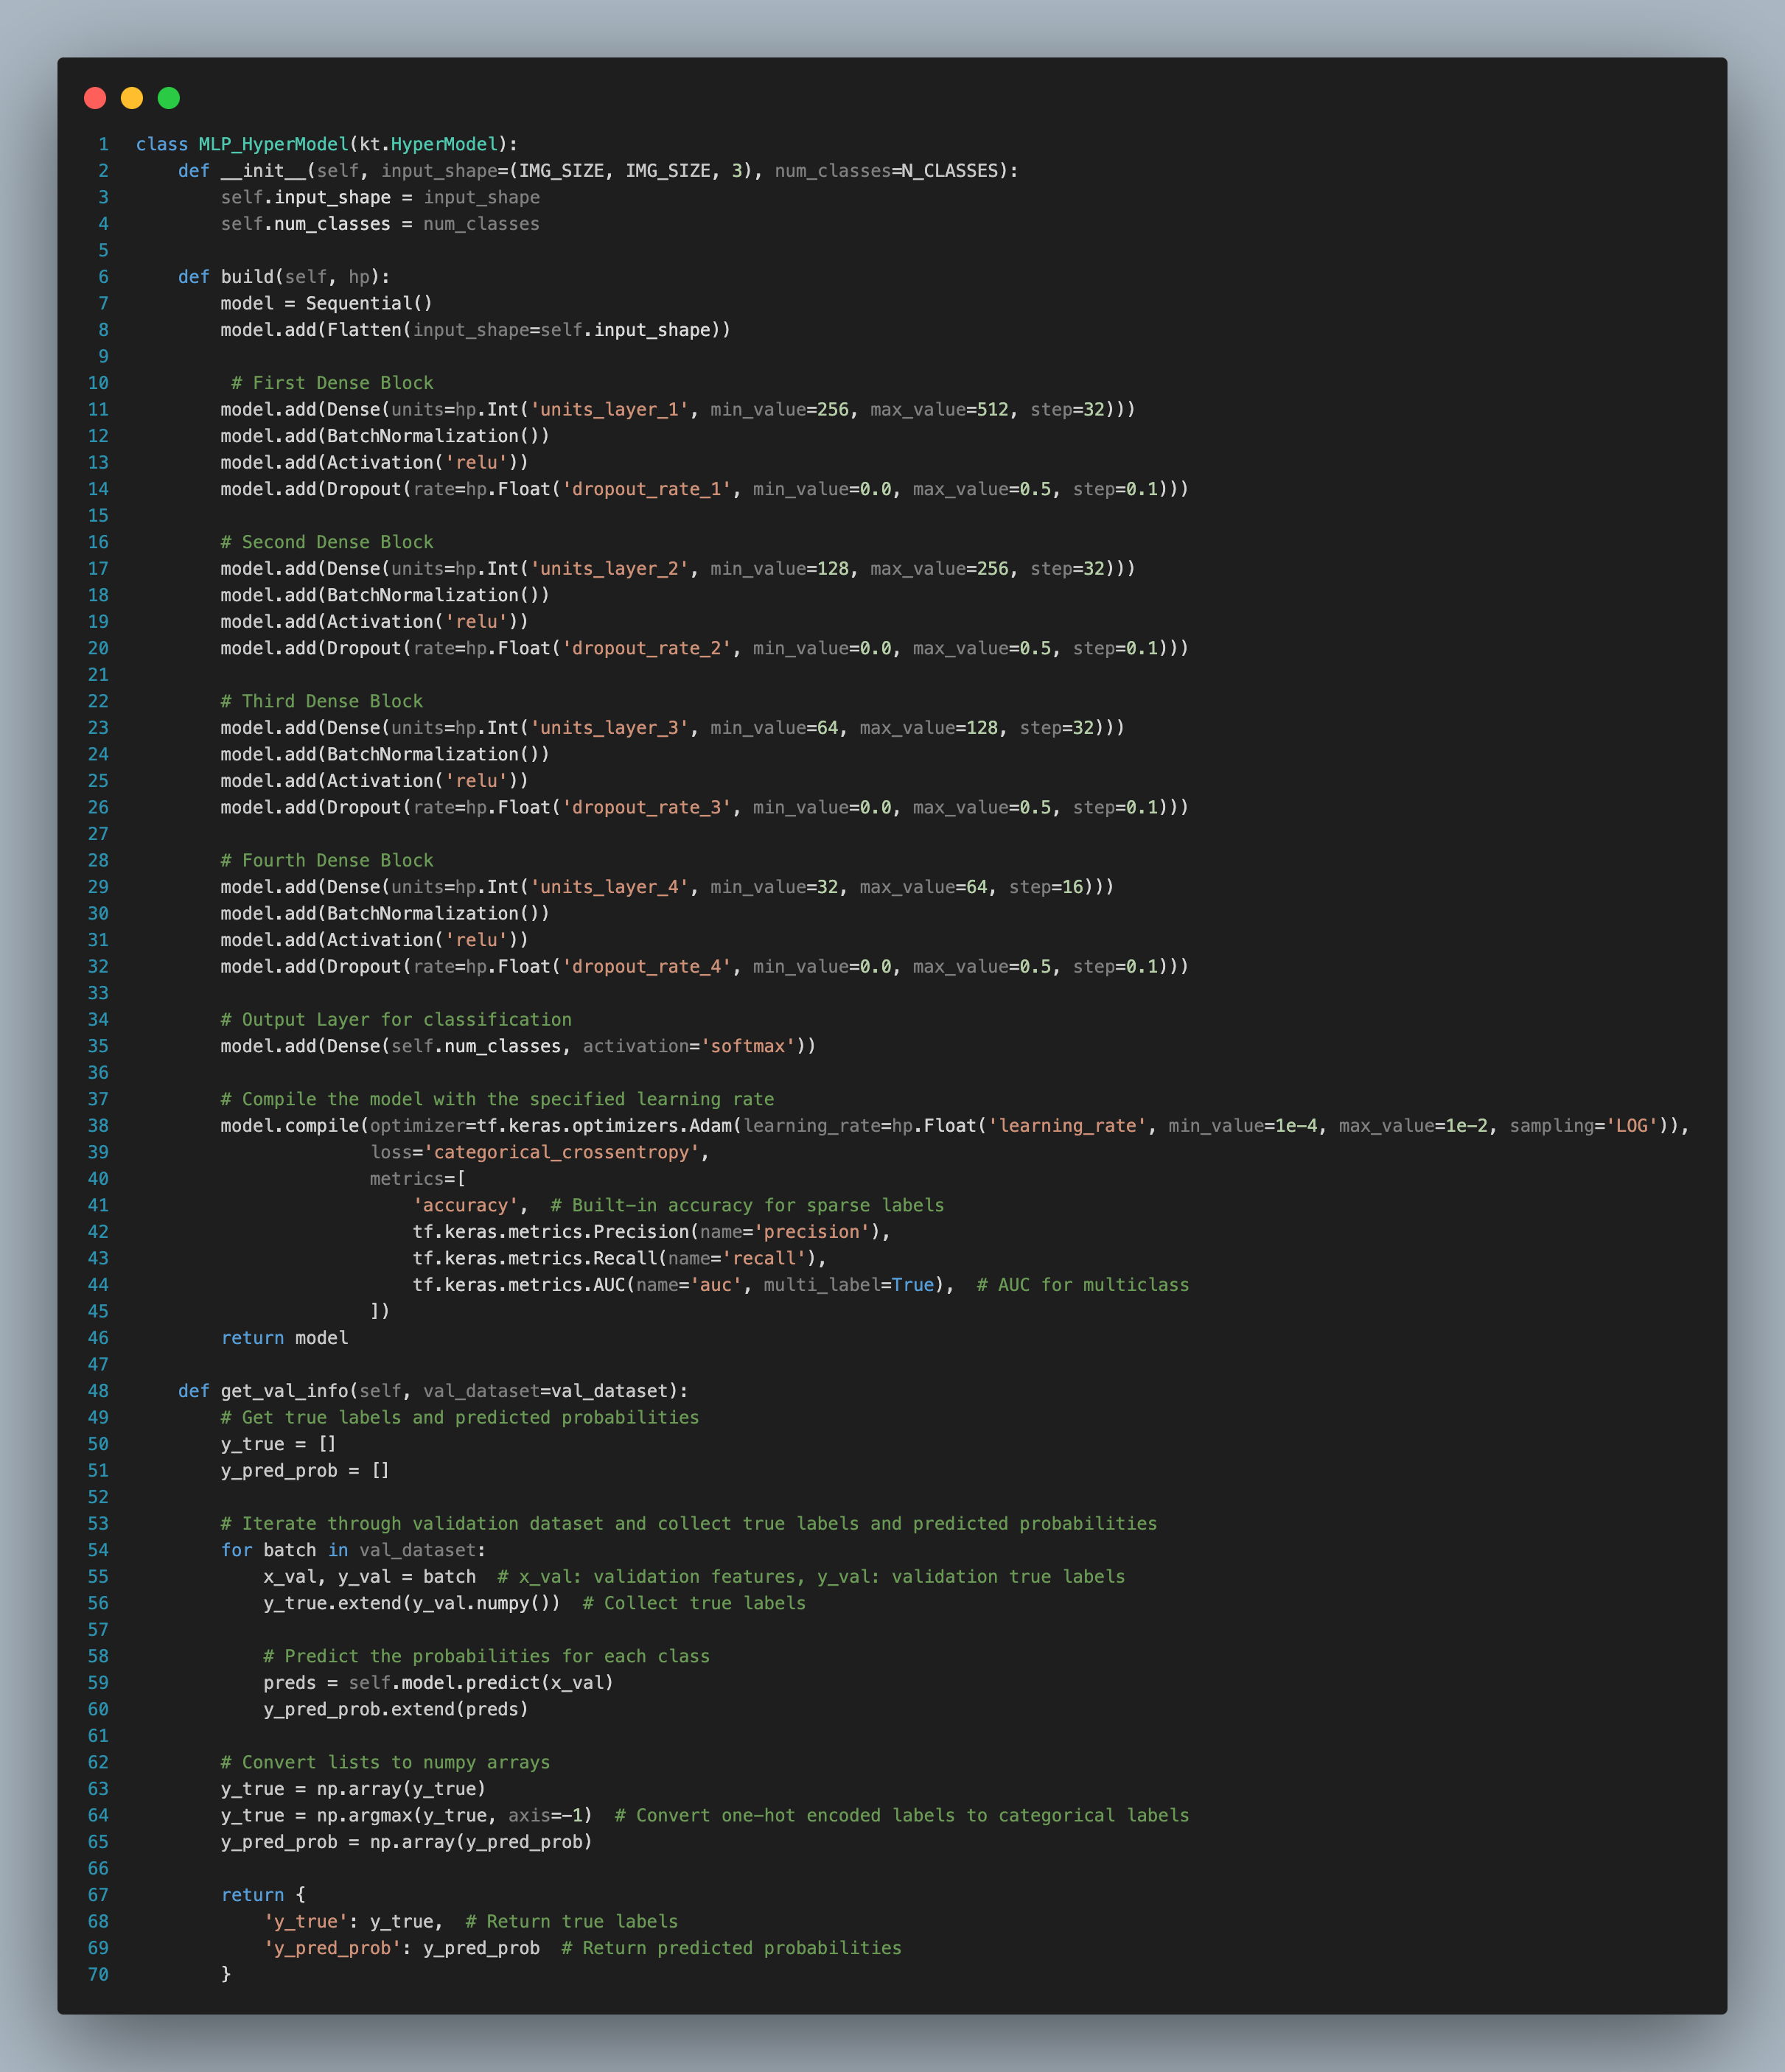 1 class MLP_HyperModel(kt.HyperModel):
2     def __init__(self, input_shape=(IMG_SIZE, IMG_SIZE, 3), num_classes=N_CLASSES):
3         self.input_shape = input_shape
4         self.num_classes = num_classes
5
6     def build(self, hp):
7         model = Sequential()
8         model.add(Flatten(input_shape=self.input_shape))
9
10          # First Dense Block
11         model.add(Dense(units=hp.Int('units_layer_1', min_value=256, max_value=512, step=32)))
12         model.add(BatchNormalization())
13         model.add(Activation('relu'))
14         model.add(Dropout(rate=hp.Float('dropout_rate_1', min_value=0.0, max_value=0.5, step=0.1)))
15
16         # Second Dense Block
17         model.add(Dense(units=hp.Int('units_layer_2', min_value=128, max_value=256, step=32)))
18         model.add(BatchNormalization())
19         model.add(Activation('relu'))
20         model.add(Dropout(rate=hp.Float('dropout_rate_2', min_value=0.0, max_value=0.5, step=0.1)))
21
22         # Third Dense Block
23         model.add(Dense(units=hp.Int('units_layer_3', min_value=64, max_value=128, step=32)))
24         model.add(BatchNormalization())
25         model.add(Activation('relu'))
26         model.add(Dropout(rate=hp.Float('dropout_rate_3', min_value=0.0, max_value=0.5, step=0.1)))
27
28         # Fourth Dense Block
29         model.add(Dense(units=hp.Int('units_layer_4', min_value=32, max_value=64, step=16)))
30         model.add(BatchNormalization())
31         model.add(Activation('relu'))
32         model.add(Dropout(rate=hp.Float('dropout_rate_4', min_value=0.0, max_value=0.5, step=0.1)))
33
34         # Output Layer for classification
35         model.add(Dense(self.num_classes, activation='softmax'))
36
37         # Compile the model with the specified learning rate
38         model.compile(optimizer=tf.keras.optimizers.Adam(learning_rate=hp.Float('learning_rate', min_value=1e-4, max_value=1e-2, sampling='LOG')),
39                       loss='categorical_crossentropy',
40                       metrics=[
41                           'accuracy',  # Built-in accuracy for sparse labels
42                           tf.keras.metrics.Precision(name='precision'),
43                           tf.keras.metrics.Recall(name='recall'),
44                           tf.keras.metrics.AUC(name='auc', multi_label=True),  # AUC for multiclass
45                       ])
46         return model
47
48     def get_val_info(self, val_dataset=val_dataset):
49         # Get true labels and predicted probabilities
50         y_true = []
51         y_pred_prob = []
52
53         # Iterate through validation dataset and collect true labels and predicted probabilities
54         for batch in val_dataset:
55             x_val, y_val = batch  # x_val: validation features, y_val: validation true labels
56             y_true.extend(y_val.numpy())  # Collect true labels
57
58             # Predict the probabilities for each class
59             preds = self.model.predict(x_val)
60             y_pred_prob.extend(preds)
61
62         # Convert lists to numpy arrays
63         y_true = np.array(y_true)
64         y_true = np.argmax(y_true, axis=-1)  # Convert one-hot encoded labels to categorical labels
65         y_pred_prob = np.array(y_pred_prob)
66
67         return {
68             'y_true': y_true,  # Return true labels
69             'y_pred_prob': y_pred_prob  # Return predicted probabilities
70         }